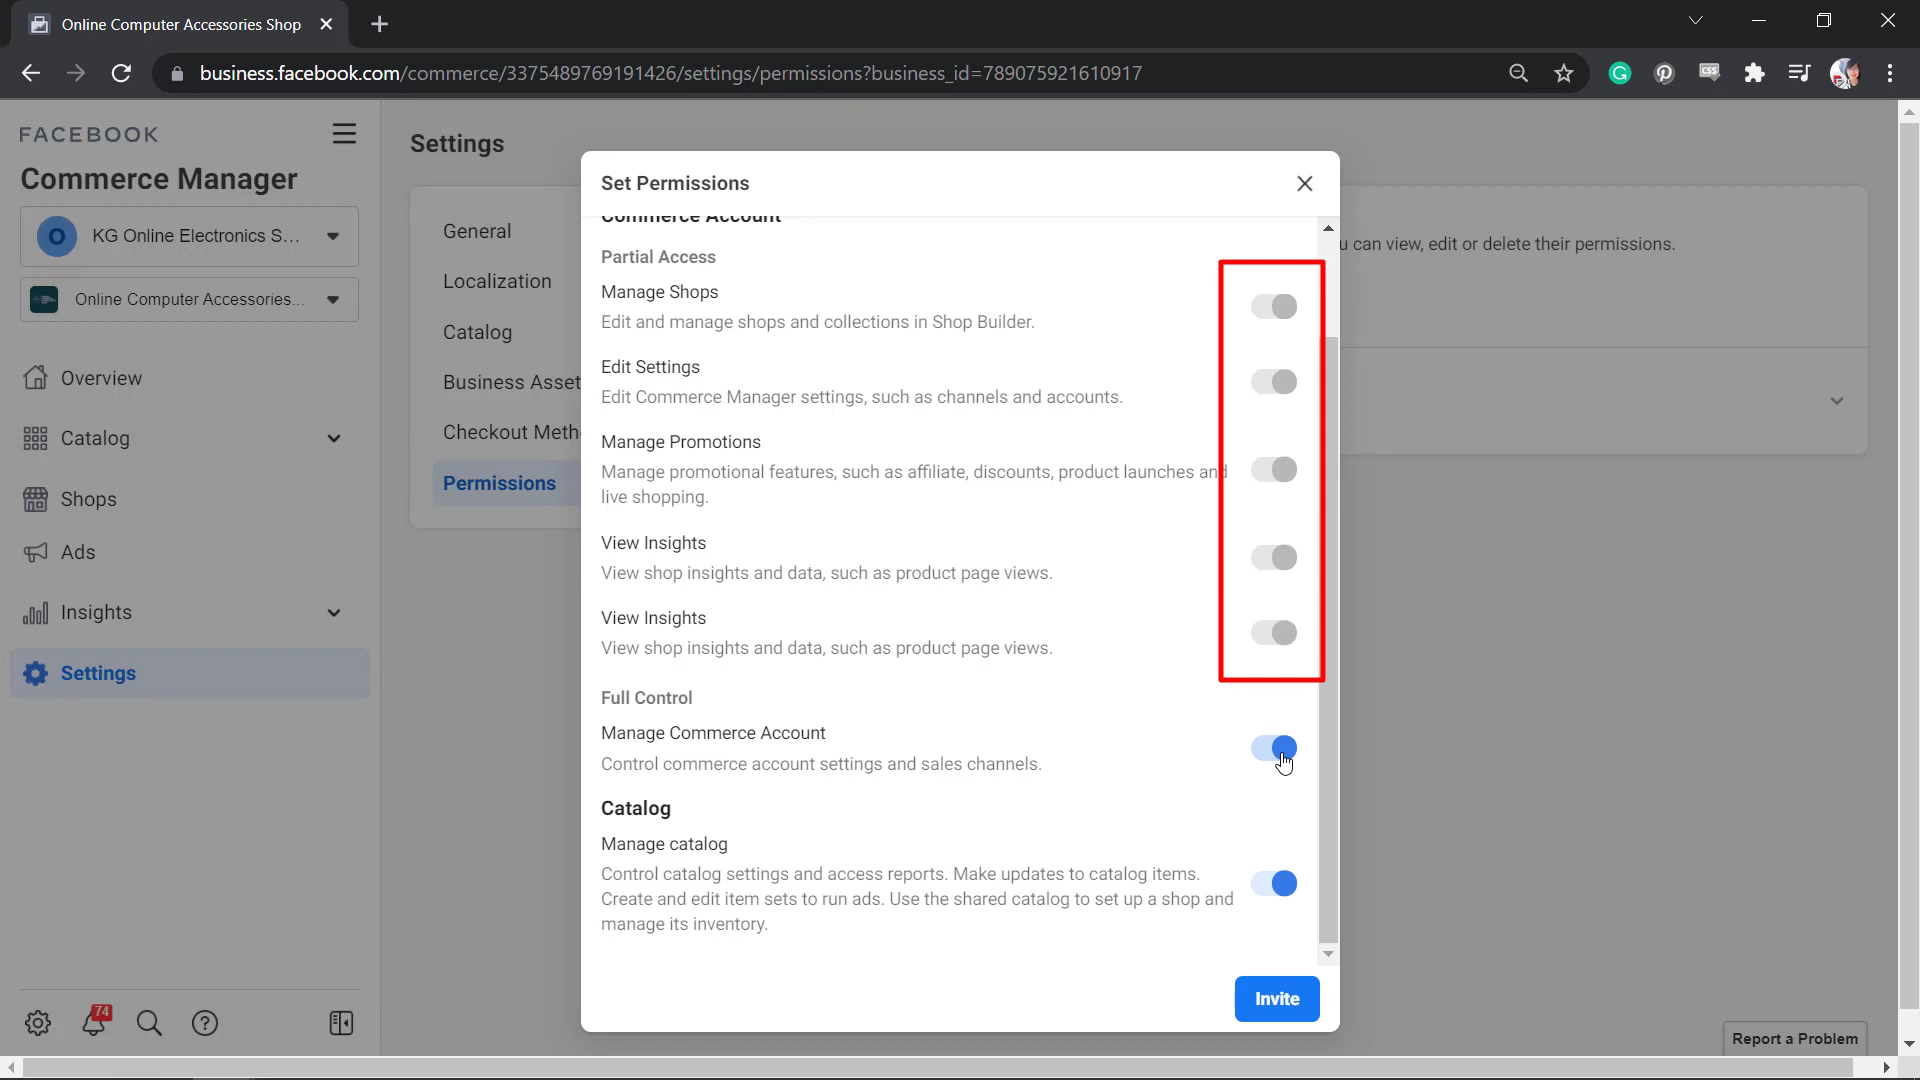 Online Computer Accessories Shop
business.facebook.com/commerce/3375489769191426/settings/permissions?business_id=789075921610917
CSS
FACEBOOK
Commerce Manager
O
KG Online Electronics S...
Online Computer Accessories...
Overview
Catalog
Shops
Ads
Insights
Settings
74
Settings
General
Localization
Catalog
Business Asset
Checkout Meth
Permissions
u can view, edit or delete their permissions.
Set Permissions
Commerce Account
Partial Access
Manage Shops
Edit and manage shops and collections in Shop Builder.
Edit Settings
Edit Commerce Manager settings, such as channels and accounts.
Manage Promotions
Manage promotional features, such as affiliate, discounts, product launches and
live shopping.
View Insights
View shop insights and data, such as product page views.
View Insights
View shop insights and data, such as product page views.
Full Control
Manage Commerce Account
Control commerce account settings and sales channels.
Catalog
Manage catalog
Control catalog settings and access reports. Make updates to catalog items.
Create and edit item sets to run ads. Use the shared catalog to set up a shop and
manage its inventory.
Invite
Report a Problem